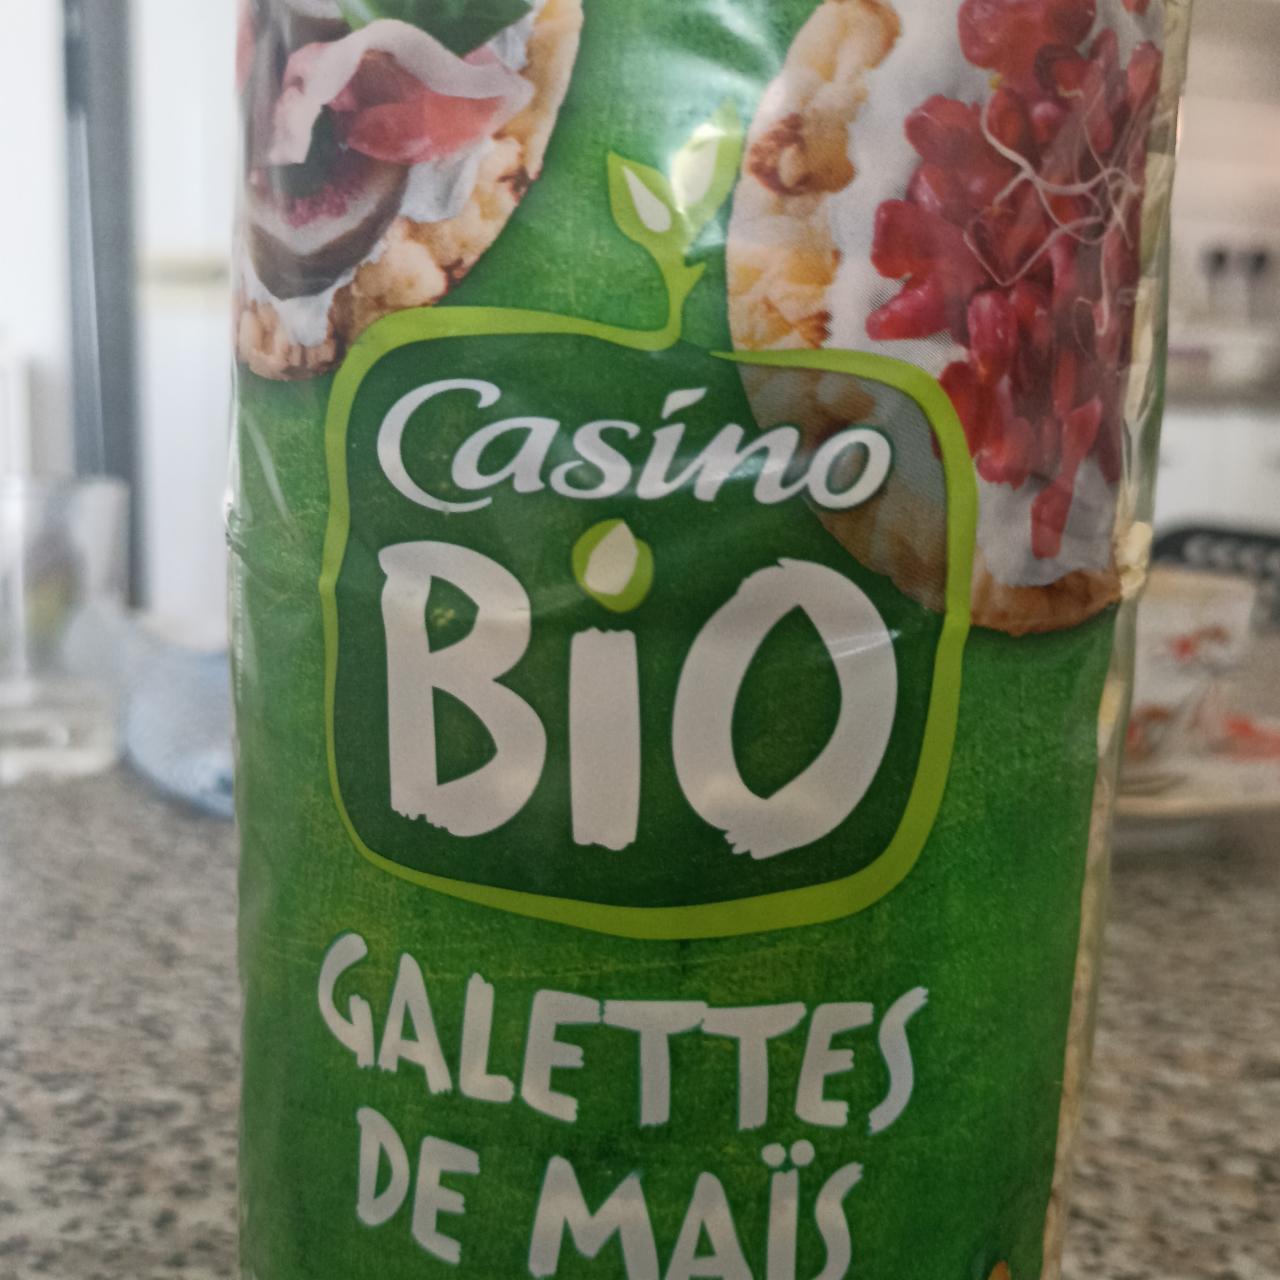 Casino
BiO
GALETTES
DE MAÏS